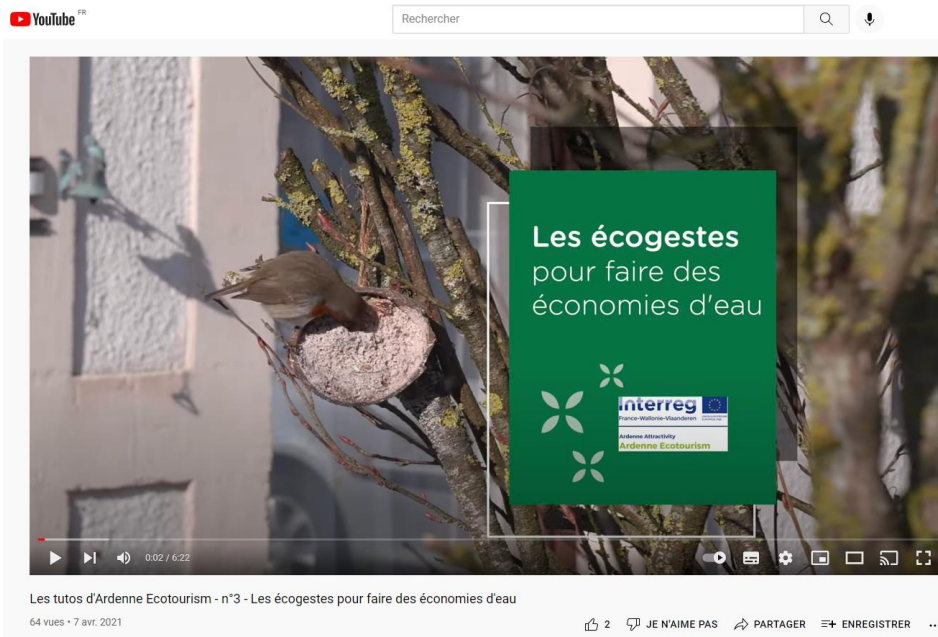 YouTube FR
Rechercher
Les écogestes
pour faire des
économies d'eau
Interreg
France-Wallonie-Vlaanderen
Ardenne Attractivity
Ardenne Ecotourism
0:02 / 6:22
Les tutos d'Ardenne Ecotourism - n°3 - Les écogestes pour faire des économies d'eau
64 vues • 7 avr. 2021
2 JE N'AIME PAS PARTAGER ENREGISTRER